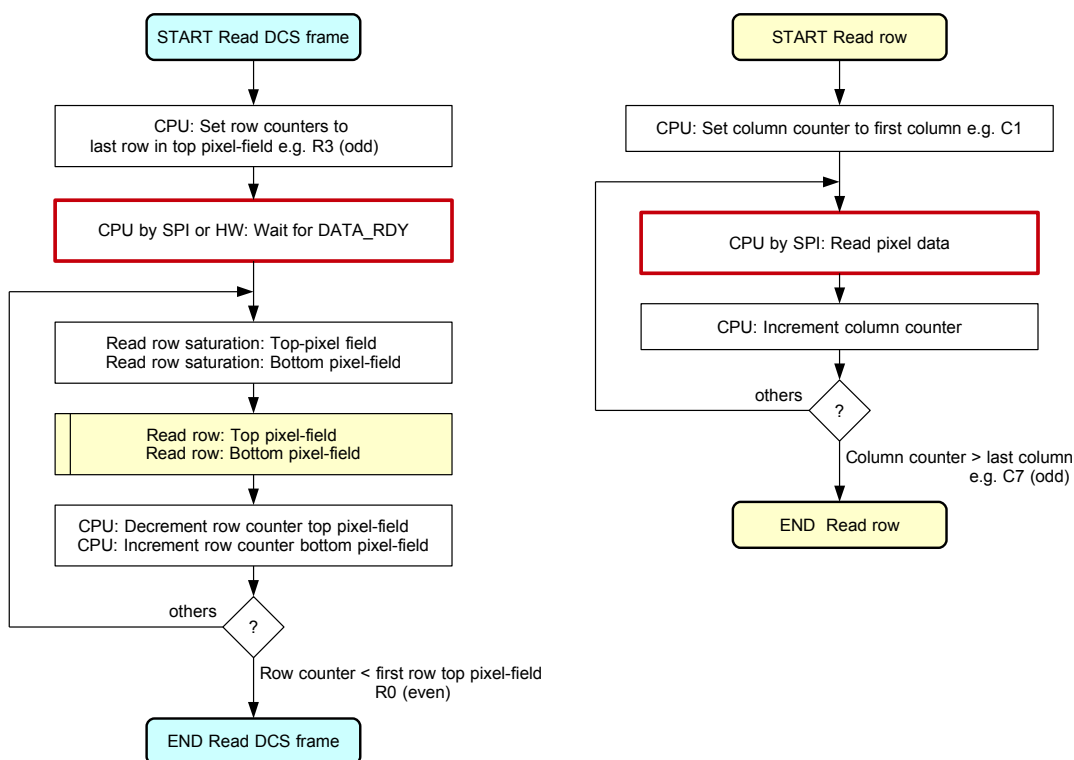 START Read DCS frame
CPU: Set row counters to
last row in top pixel-field e.g. R3 (odd)
CPU by SPI or HW: Wait for DATA_RDY
Read row saturation: Top-pixel field
Read row saturation: Bottom pixel-field
Read row: Top pixel-field
Read row: Bottom pixel-field
CPU: Decrement row counter top pixel-field
CPU: Increment row counter bottom pixel-field
others
?
Row counter < first row top pixel-field
R0 (even)
END Read DCS frame
START Read row
CPU: Set column counter to first column e.g. C1
CPU by SPI: Read pixel data
CPU: Increment column counter
others
?
Column counter > last column
e.g. C7 (odd)
END Read row